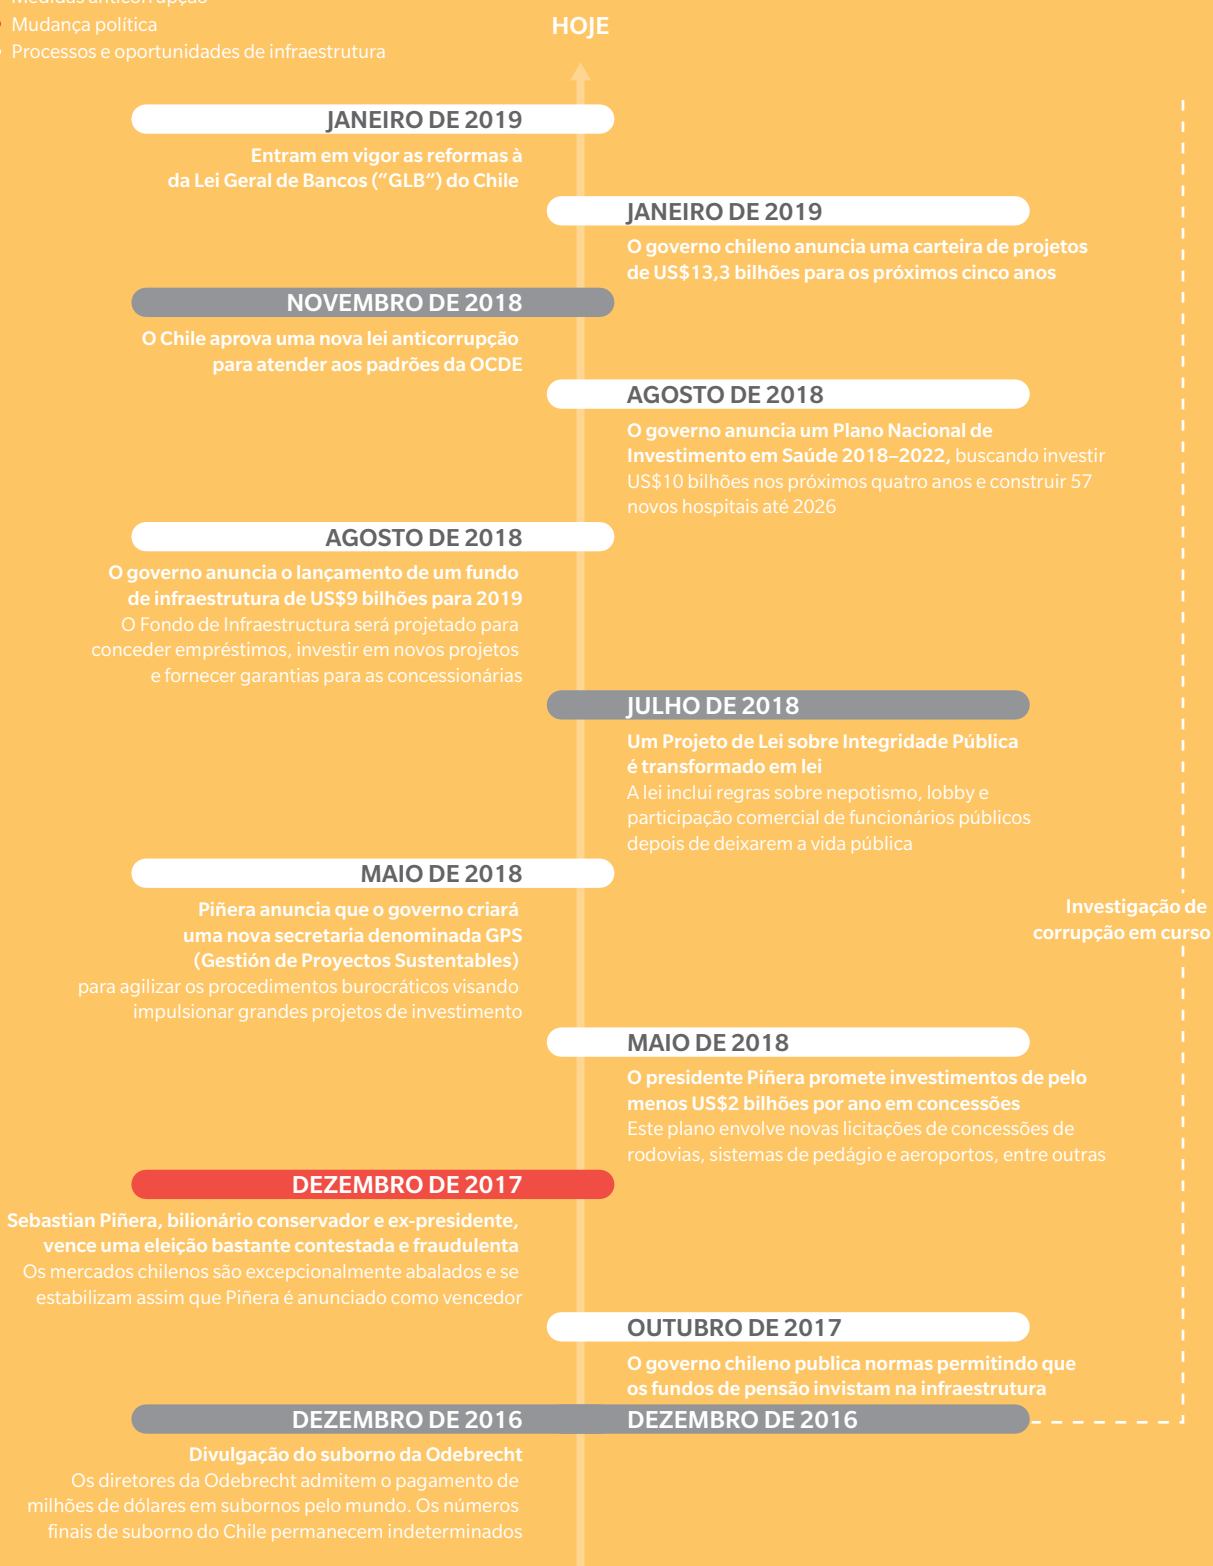 Medidas anticorrupção
Mudança política
Processos e oportunidades de infraestrutura
HOJE
JANEIRO DE 2019
Entram em vigor as reformas à
da Lei Geral de Bancos (“GLB“) do Chile
JANEIRO DE 2019
O governo chileno anuncia uma carteira de projetos
de US$13,3 bilhões para os próximos cinco anos
NOVEMBRO DE 2018
O Chile aprova uma nova lei anticorrupção
para atender aos padrões da OCDE
AGOSTO DE 2018
O governo anuncia um Plano Nacional de
Investimento em Saúde 2018–2022, buscando investir
US$10 bilhões nos próximos quatro anos e construir 57
novos hospitais até 2026
AGOSTO DE 2018
O governo anuncia o lançamento de um fundo
de infraestrutura de US$9 bilhões para 2019
O Fondo de Infraestructura será projetado para
conceder empréstimos, investir em novos projetos
e fornecer garantias para as concessionárias
JULHO DE 2018
Um Projeto de Lei sobre Integridade Pública
é transformado em lei
A lei inclui regras sobre nepotismo, lobby e
participação comercial de funcionários públicos
depois de deixarem a vida pública
MAIO DE 2018
Piñera anuncia que o governo criará
uma nova secretaria denominada GPS
(Gestión de Proyectos Sustentables)
para agilizar os procedimentos burocráticos visando
impulsionar grandes projetos de investimento
Investigação de
corrupção em curso
MAIO DE 2018
O presidente Piñera promete investimentos de pelo
menos US$2 bilhões por ano em concessões
Este plano envolve novas licitações de concessões de
rodovias, sistemas de pedágio e aeroportos, entre outras
DEZEMBRO DE 2017
Sebastian Piñera, bilionário conservador e ex-presidente,
vence uma eleição bastante contestada e fraudulenta
Os mercados chilenos são excepcionalmente abalados e se
estabilizam assim que Piñera é anunciado como vencedor
OUTUBRO DE 2017
O governo chileno publica normas permitindo que
os fundos de pensão invistam na infraestrutura
DEZEMBRO DE 2016
DEZEMBRO DE 2016
Divulgação do suborno da Odebrecht
Os diretores da Odebrecht admitem o pagamento de
milhões de dólares em subornos pelo mundo. Os números
finais de suborno do Chile permanecem indeterminados